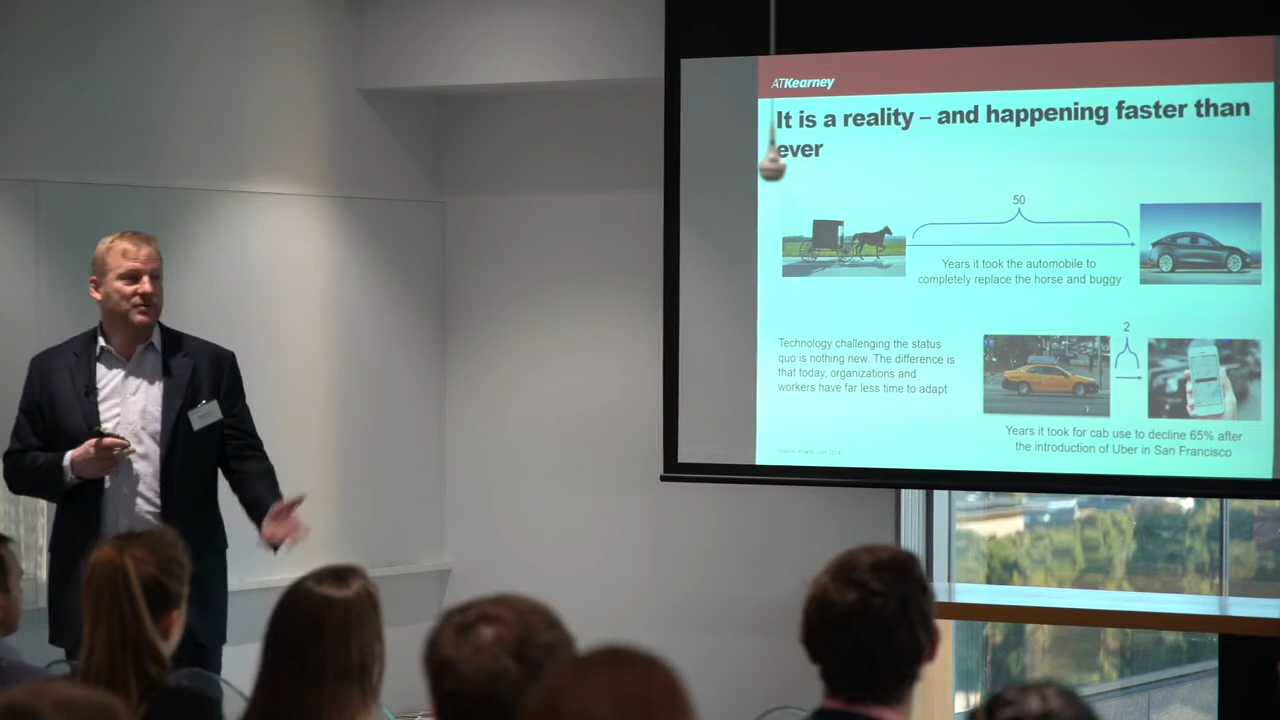 ATKearney
It is a reality – and happening faster than
ever
50
Years it took the automobile to
completely replace the horse and buggy
2
Technology challenging the status
quo is nothing new. The difference is
that today, organizations and
workers have far less time to adapt
Years it took for cab use to decline 65% after
the introduction of Uber in San Francisco